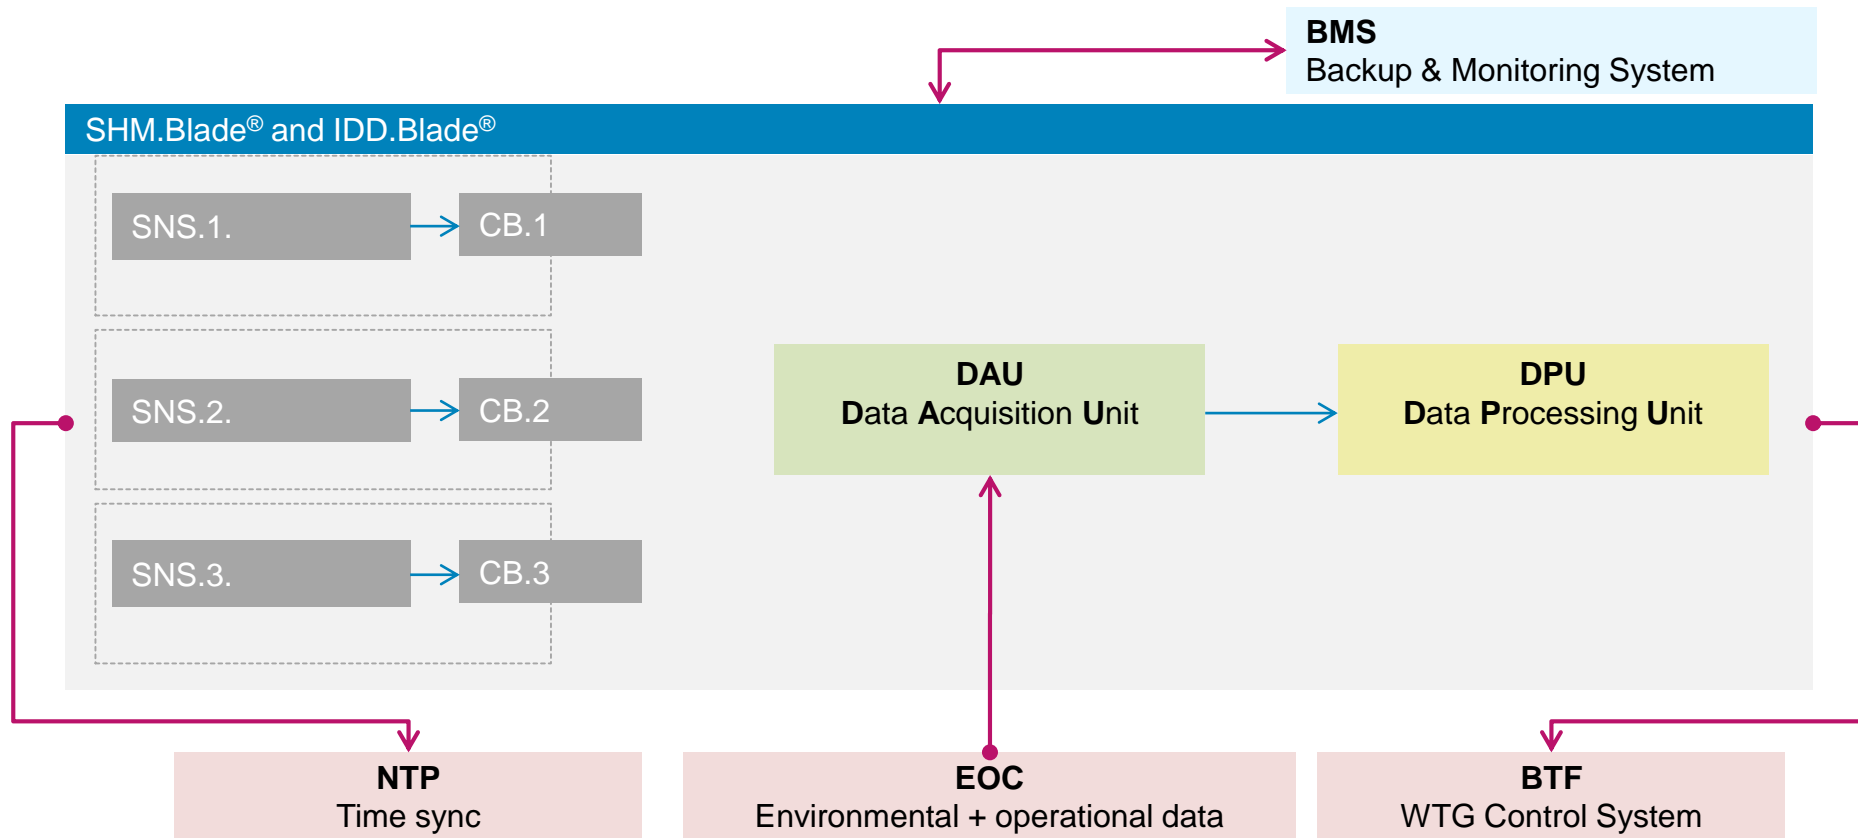 BMS
Backup & Monitoring System
SHM.Blade® and IDD.Blade®
SNS.1.
CB.1
SNS.2.
CB.2
SNS.3.
CB.3
DAU
Data Acquisition Unit
DPU
Data Processing Unit
NTP
Time sync
EOC
Environmental + operational data
BTF
WTG Control System